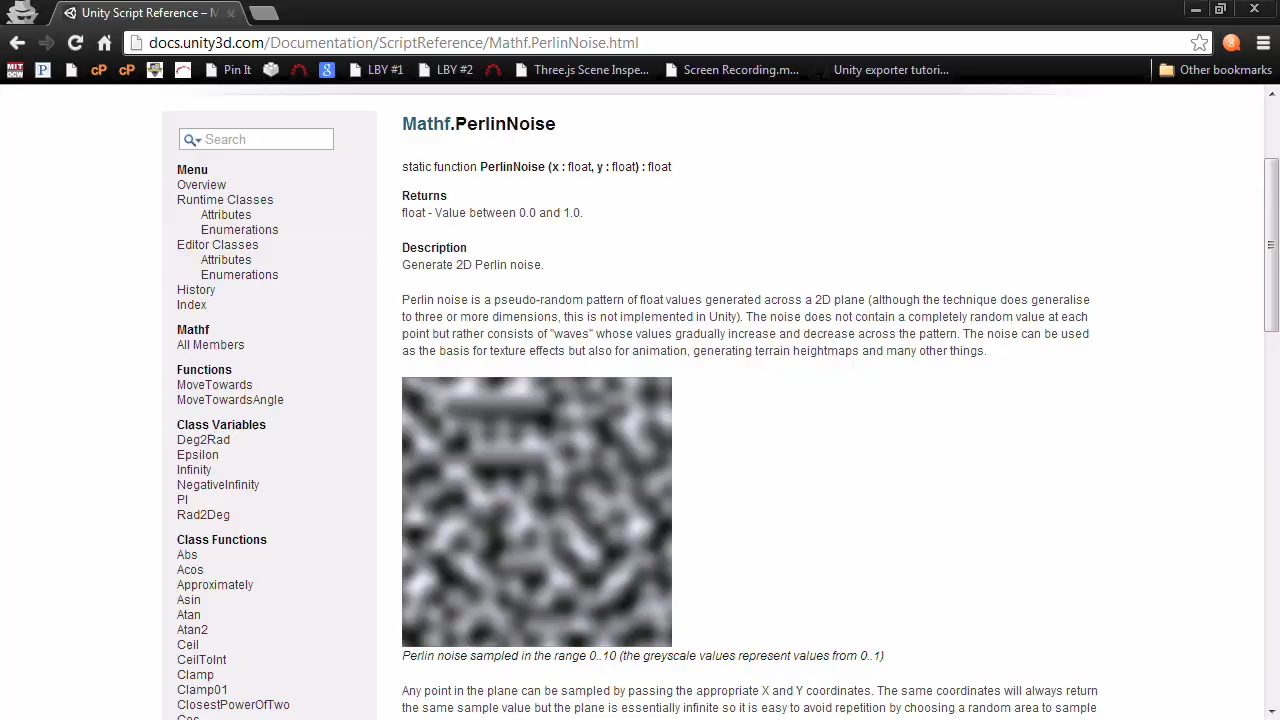 Unity Script Reference – M
docs.unity3d.com/Documentation/ScriptReference/Mathf.PerlinNoise.html
MIT OCW P cP cP Pin It g LBY #1 LBY #2 Three.js Scene Inspe... Screen Recording.m... Unity exporter tutori... Other bookmarks
Search
Menu
Overview
Runtime Classes
Attributes
Enumerations
Editor Classes
Attributes
Enumerations
History
Index
Mathf
All Members
Functions
MoveTowards
MoveTowardsAngle
Class Variables
Deg2Rad
Epsilon
Infinity
NegativeInfinity
PI
Rad2Deg
Class Functions
Abs
Acos
Approximately
Asin
Atan
Atan2
Ceil
CeilToInt
Clamp
Clamp01
ClosestPowerOfTwo
Cos
Mathf.PerlinNoise
static function PerlinNoise (x : float, y : float) : float
Returns
float - Value between 0.0 and 1.0.
Description
Generate 2D Perlin noise.
Perlin noise is a pseudo-random pattern of float values generated across a 2D plane (although the technique does generalise
to three or more dimensions, this is not implemented in Unity). The noise does not contain a completely random value at each
point but rather consists of "waves" whose values gradually increase and decrease across the pattern. The noise can be used
as the basis for texture effects but also for animation, generating terrain heightmaps and many other things.
Perlin noise sampled in the range 0..10 (the greyscale values represent values from 0..1)
Any point in the plane can be sampled by passing the appropriate X and Y coordinates. The same coordinates will always return
the same sample value but the plane is essentially infinite so it is easy to avoid repetition by choosing a random area to sample